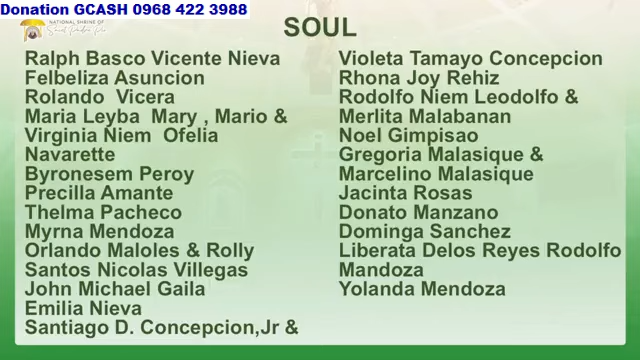 Donation GCASH 0968 422 3988
NATIONAL SHRINE OF
Saint Padre Pio
SOUL
Ralph Basco Vicente Nieva
Felbeliza Asuncion
Rolando  Vicera
Maria Leyba  Mary , Mario &
Virginia Niem  Ofelia
Navarette
Byronesem Peroy
Precilla Amante
Thelma Pacheco
Myrna Mendoza
Orlando Maloles & Rolly
Santos Nicolas Villegas
John Michael Gaila
Emilia Nieva
Santiago D. Concepcion,Jr &
Violeta Tamayo Concepcion
Rhona Joy Rehiz
Rodolfo Niem Leodolfo &
Merlita Malabanan
Noel Gimpisao
Gregoria Malasique &
Marcelino Malasique
Jacinta Rosas
Donato Manzano
Dominga Sanchez
Liberata Delos Reyes Rodolfo
Mandoza
Yolanda Mendoza